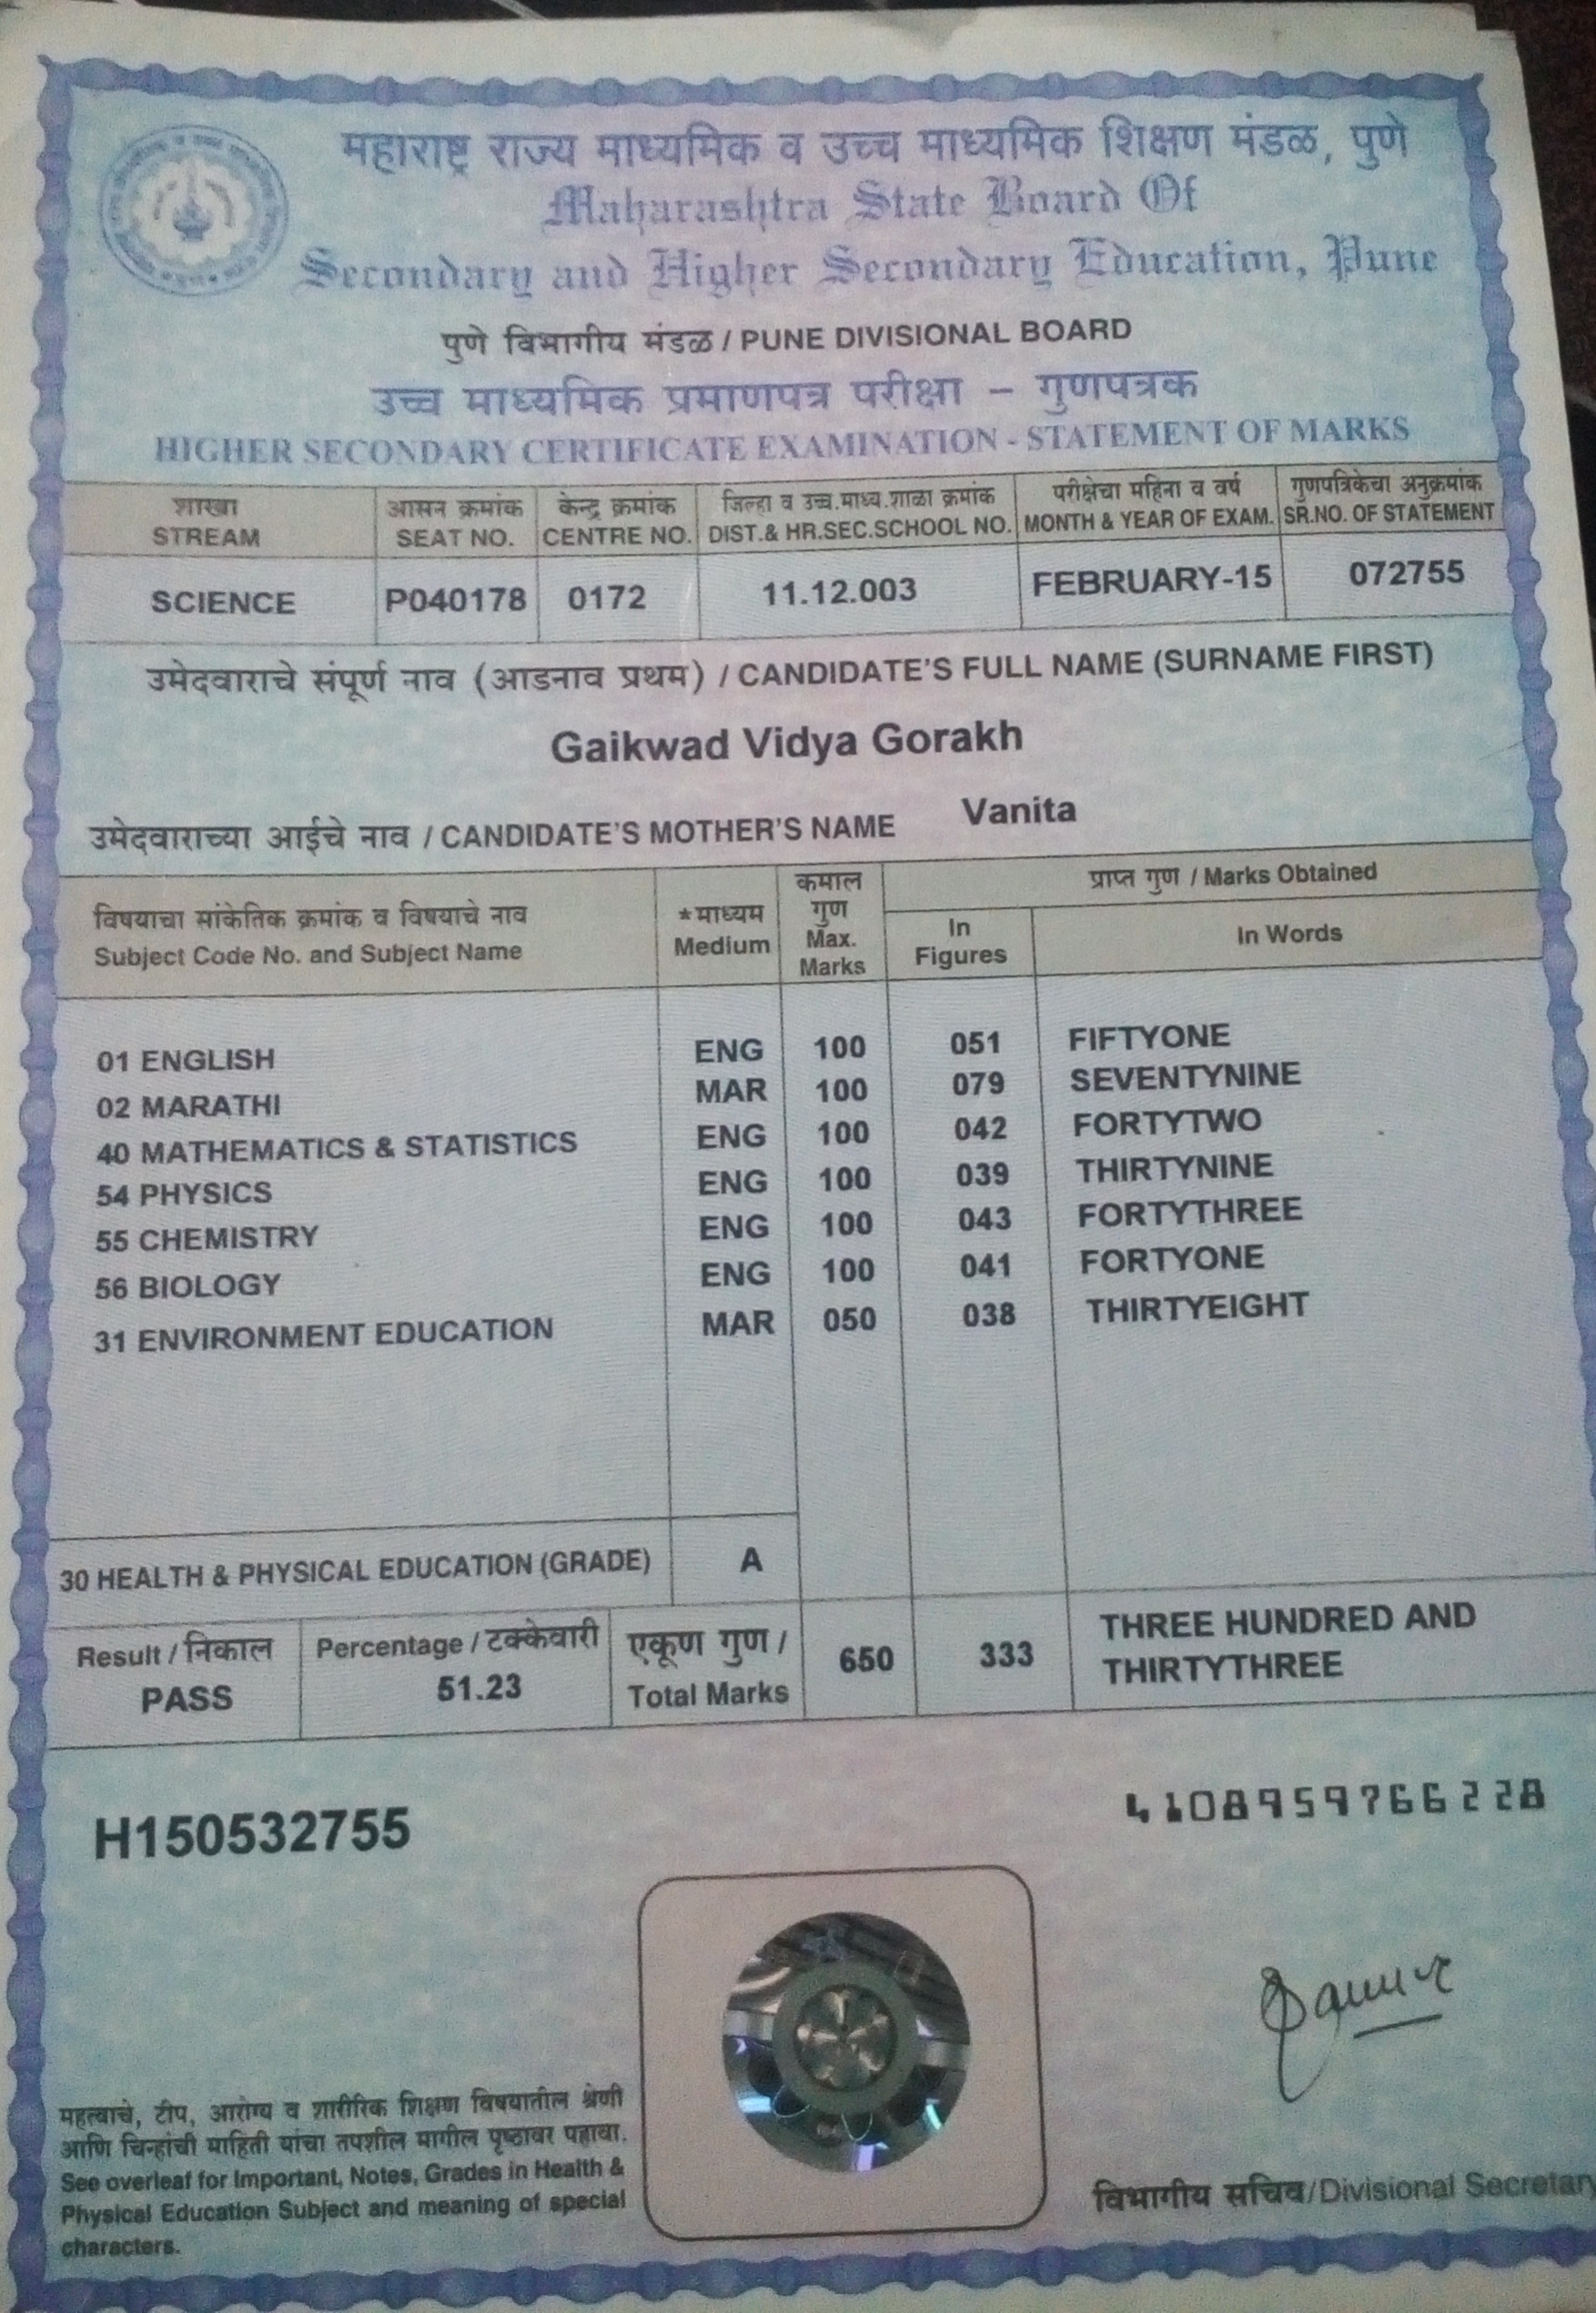 महाराष्ट्र राज्य माध्यमिक व उच्च माध्यमिक शिक्षण मंडळ, पुणे
Maharashtra State Board Of
Secondary and Higher Secondary Education, Pune
पुणे विभागीय मंडळ / PUNE DIVISIONAL BOARD
उच्च माध्यमिक प्रमाणपत्र परीक्षा – गुणपत्रक
HIGHER SECONDARY CERTIFICATE EXAMINATION - STATEMENT OF MARKS
शाखा आसन क्रमांक केन्द्र क्रमांक जिल्हा व उच्च.माध्य.शाळा क्रमांक परीक्षेचा महिना व वर्ष गुणपत्रिकेचा अनुक्रमांक
STREAM SEAT NO. CENTRE NO. DIST.& HR.SEC.SCHOOL NO. MONTH & YEAR OF EXAM. SR.NO. OF STATEMENT
SCIENCE P040178 0172 11.12.003 FEBRUARY-15 072755
उमेदवाराचे संपूर्ण नाव (आडनाव प्रथम) / CANDIDATE'S FULL NAME (SURNAME FIRST)
Gaikwad Vidya Gorakh
उमेदवाराच्या आईचे नाव / CANDIDATE'S MOTHER'S NAME Vanita
विषयाचा सांकेतिक क्रमांक व विषयाचे नाव
Subject Code No. and Subject Name
*माध्यम
Medium
कमाल
गुण
Max.
Marks
प्राप्त गुण / Marks Obtained
In
Figures
In Words
01 ENGLISH ENG 100 051 FIFTYONE
02 MARATHI MAR 100 079 SEVENTYNINE
40 MATHEMATICS & STATISTICS ENG 100 042 FORTYTWO
54 PHYSICS ENG 100 039 THIRTYNINE
55 CHEMISTRY ENG 100 043 FORTYTHREE
56 BIOLOGY ENG 100 041 FORTYONE
31 ENVIRONMENT EDUCATION MAR 050 038 THIRTYEIGHT
30 HEALTH & PHYSICAL EDUCATION (GRADE) A
Result / निकाल
PASS
Percentage / टक्केवारी
51.23
एकूण गुण /
Total Marks
650
333
THREE HUNDRED AND
THIRTYTHREE
H150532755
4108959766228
महत्वाचे, टीप, आरोग्य व शारीरिक शिक्षण विषयातील श्रेणी
आणि चिन्हांची माहिती यांचा तपशील मागील पृष्ठावर पहावा.
See overleaf for Important, Notes, Grades in Health &
Physical Education Subject and meaning of special
characters.
विभागीय सचिव/Divisional Secretary